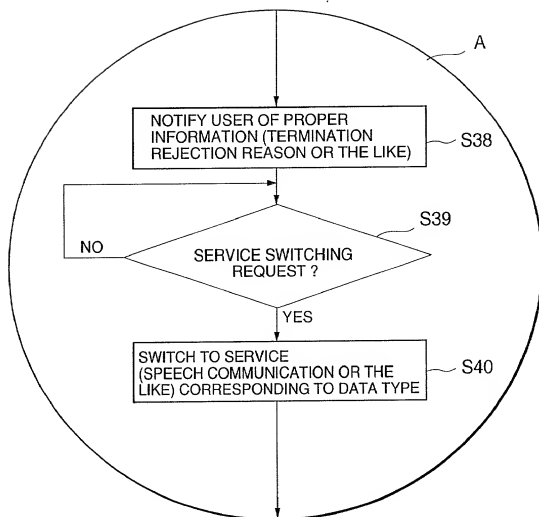 A
NOTIFY USER OF PROPER
INFORMATION (TERMINATION
REJECTION REASON OR THE LIKE)
S38
S39
NO
SERVICE SWITCHING
REQUEST ?
YES
SWITCH TO SERVICE
(SPEECH COMMUNICATION OR THE
LIKE) CORRESPONDING TO DATA TYPE
S40